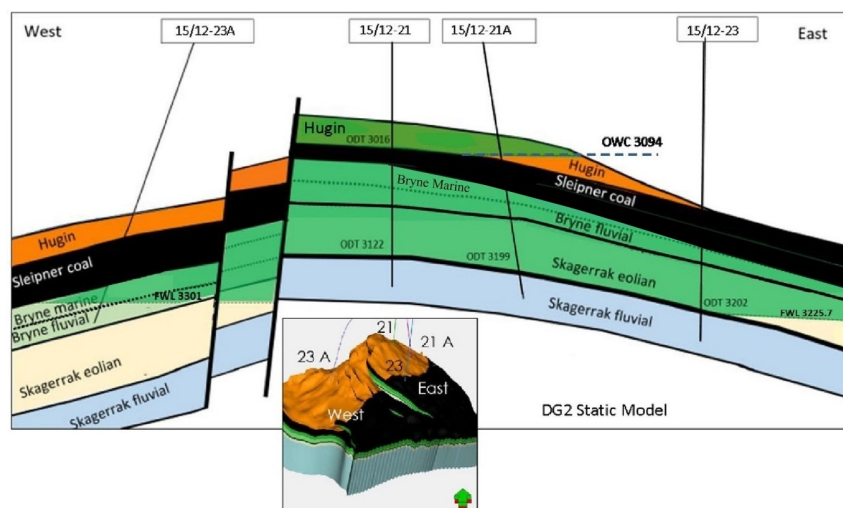 West
15/12-23A
15/12-21
15/12-21A
15/12-23
East
Hugin
ODT 3016
OWC 3094
Hugin
Sleipner coal
Bryne Marine
Bryne fluvial
Hugin
Sleipner coal
ODT 3122
ODT 3199
Skagerrak eolian
ODT 3202
FWL 3225.7
FWL 3301
Bryne marine
Bryne fluvial
Skagerrak fluvial
Skagerrak eolian
Skagerrak fluvial
21
23 A
21 A
23
East
West
DG2 Static Model